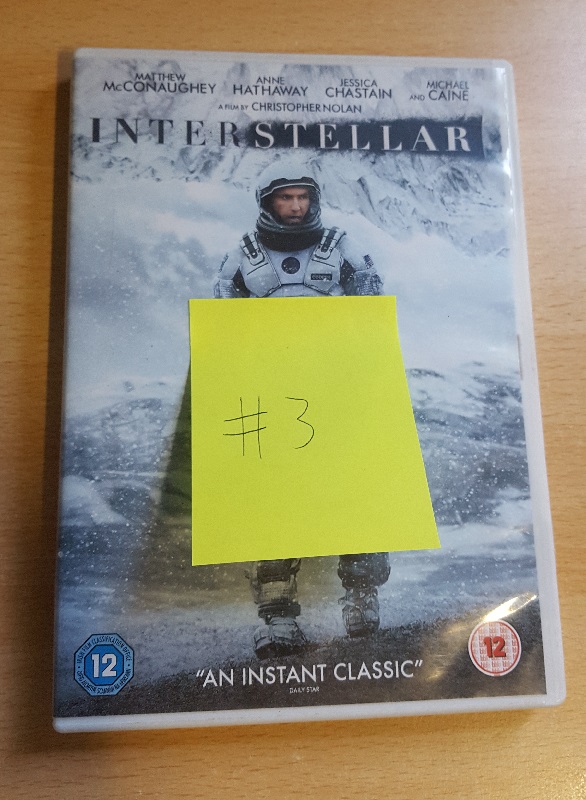 MATTHEW McCONAUGHEY
ANNE HATHAWAY
JESSICA CHASTAIN
AND MICHAEL CAINE
A FILM BY CHRISTOPHER NOLAN
INTERSTELLAR
#3
12
12
“AN INSTANT CLASSIC”
DAILY STAR